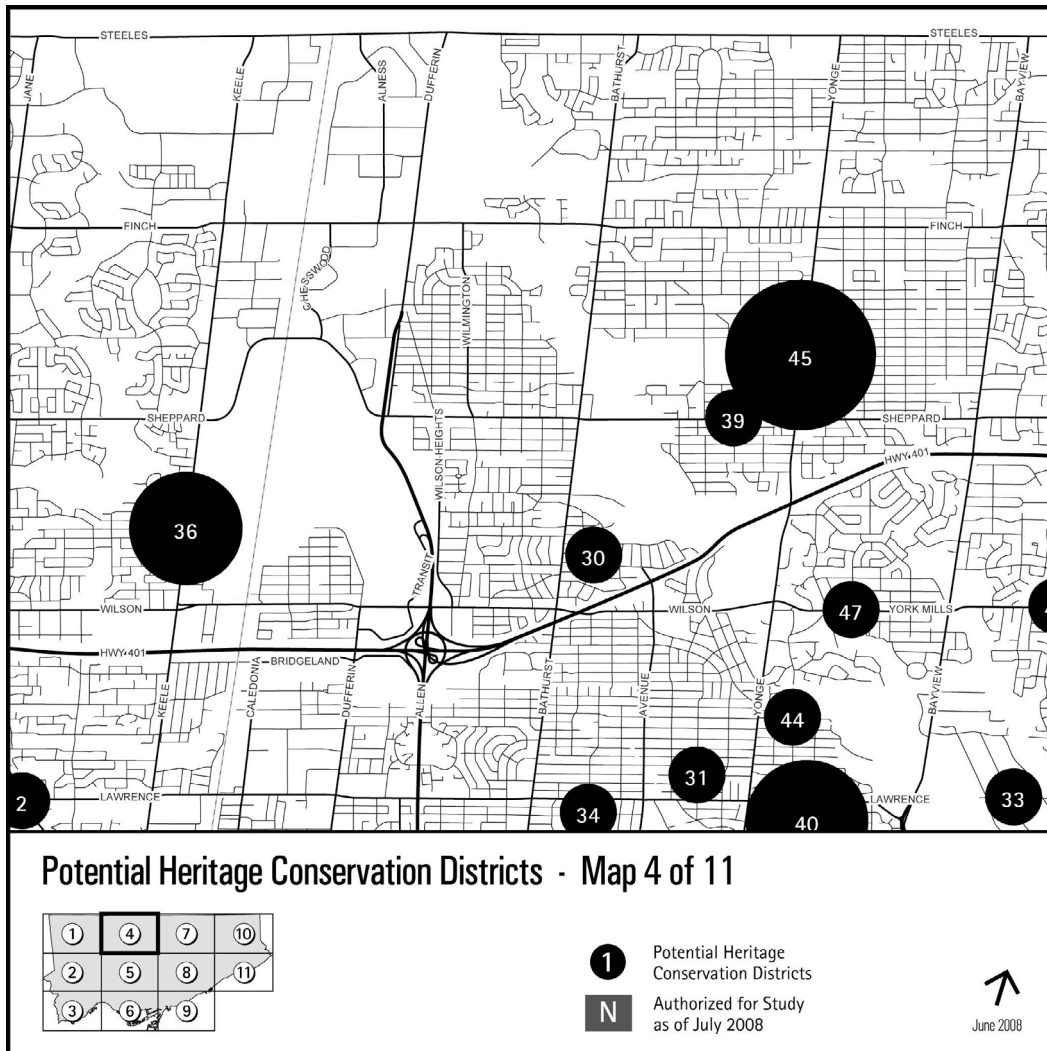 STEELES
STEELES
JANE
KEELE
ALNESS
DUFFERIN
BATHURST
YONGE
BAYVIEW
FINCH
FINCH
CHESSWOOD
WILMINGTON
45
SHEPPARD
39
SHEPPARD
WILSON HEIGHTS
HWY 401
36
30
TRANSIT
WILSON
WILSON
47
YORK MILLS
HWY 401
BRIDGELAND
KEELE
CALEDONIA
DUFFERIN
ALLEN
BATHURST
AVENUE
YONGE
BAYVIEW
44
31
2
LAWRENCE
34
40
LAWRENCE
33
Potential Heritage Conservation Districts - Map 4 of 11
1
4
7
10
2
5
8
11
3
6
9
1 Potential Heritage
Conservation Districts
N Authorized for Study
as of July 2008
June 2008